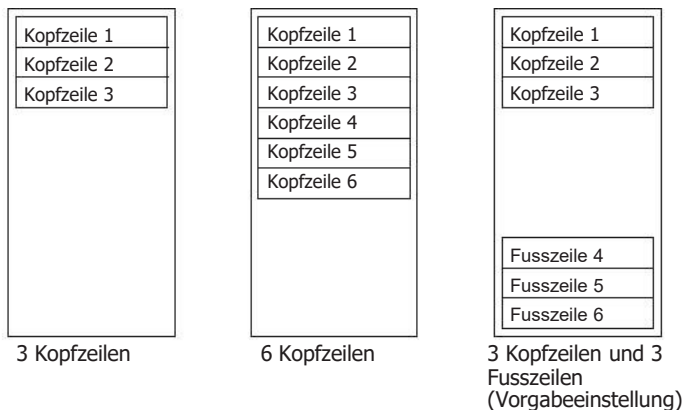 Kopfzeile 1
Kopfzeile 2
Kopfzeile 3
3 Kopfzeilen
Kopfzeile 1
Kopfzeile 2
Kopfzeile 3
Kopfzeile 4
Kopfzeile 5
Kopfzeile 6
6 Kopfzeilen
Kopfzeile 1
Kopfzeile 2
Kopfzeile 3
Fusszeile 4
Fusszeile 5
Fusszeile 6
3 Kopfzeilen und 3
Fusszeilen
(Vorgabeeinstellung)